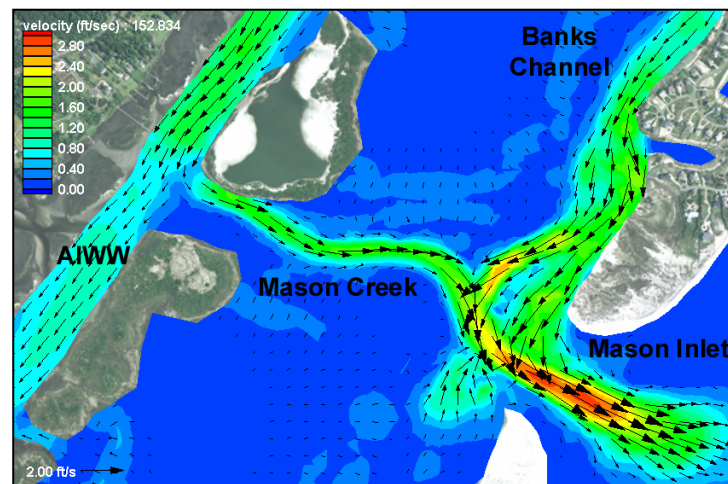 velocity (ft/sec) : 152.834
2.80
2.40
2.00
1.60
1.20
0.80
0.40
0.00
Banks
Channel
AIWW
Mason Creek
Mason Inlet
2.00 ft/s